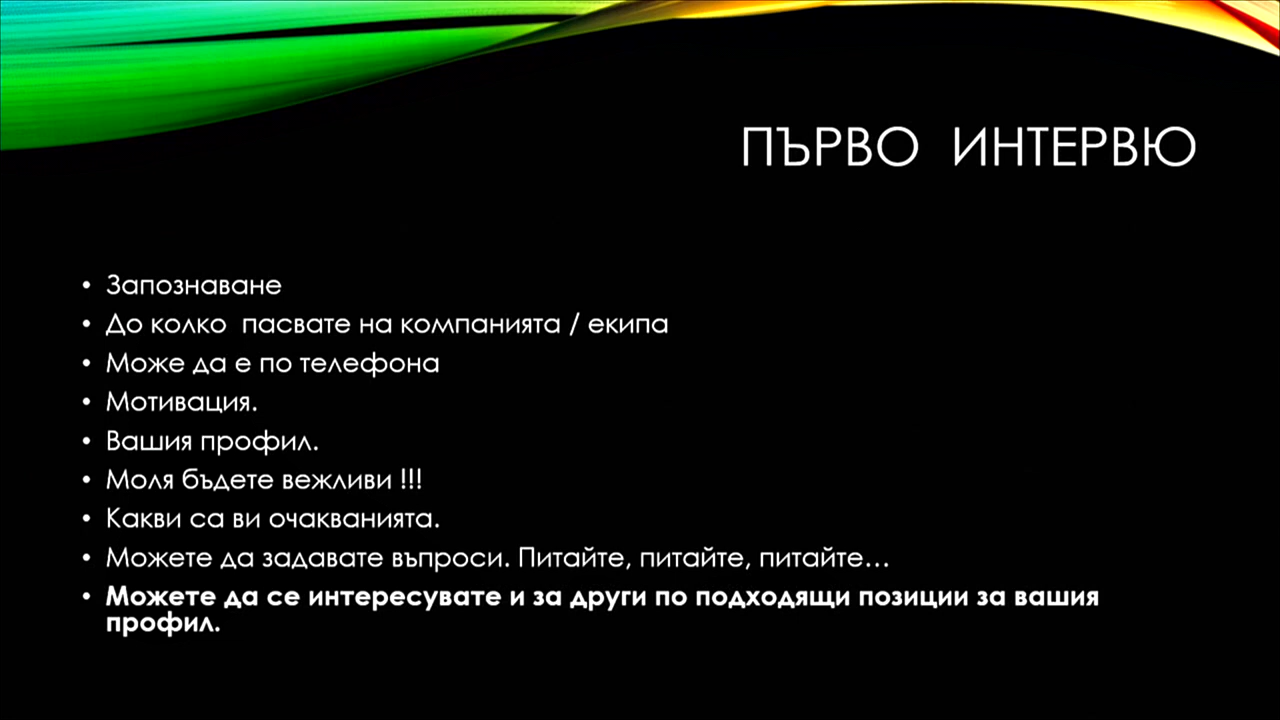 ПЪРВО ИНТЕРВЮ
• Запознаване
• До колко пасвате на компанията / екипа
• Може да е по телефона
• Мотивация.
• Вашия профил.
• Моля бъдете вежливи !!!
• Какви са ви очакванията.
• Можете да задавате въпроси. Питайте, питайте, питайте…
• Можете да се интересувате и за други по подходящи позиции за вашия
профил.